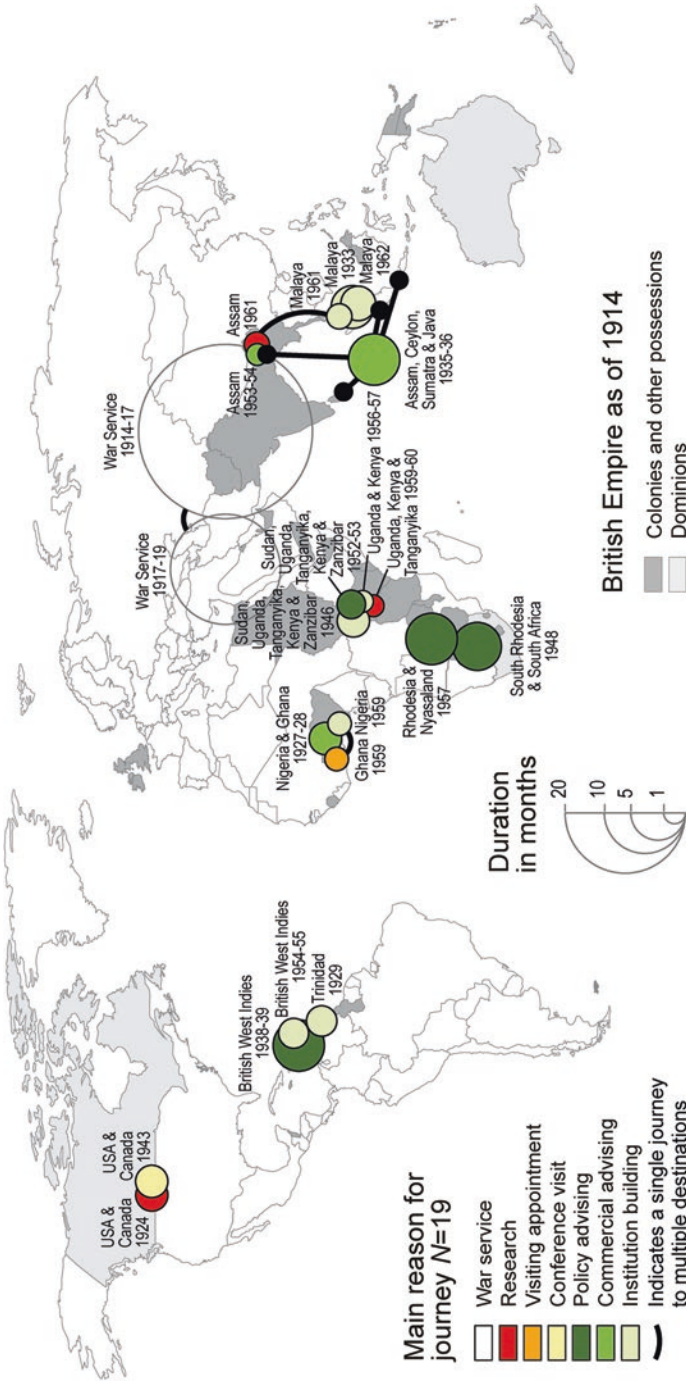 USA &
Canada
1924
USA &
Canada
1943
British West Indies
1938-39
British West Indies
1954-55
Trinidad
1929
War Service
1917-19
War Service
1914-17
Assam
1953-54
Assam
1961
Malaya
1961
Malaya
1933
Malaya
1962
Assam, Ceylon,
Sumatra & Java
1935-36
Nigeria & Ghana
1927-28
Ghana
1959
Nigeria
1959
Sudan,
Uganda,
Tanganyika,
Kenya &
Zanzibar
1946
Sudan,
Uganda,
Tanganyika,
Kenya &
Zanzibar
1952-53
Uganda & Kenya 1956-57
Uganda, Kenya &
Tanganyika 1959-60
Rhodesia &
Nyasaland
1957
South Rhodesia
& South Africa
1948
Main reason for
journey N=19
War service
Research
Visiting appointment
Conference visit
Policy advising
Commercial advising
Institution building
Indicates a single journey
to multiple destinations
Duration
in months
20
10
5
1
British Empire as of 1914
Colonies and other possessions
Dominions